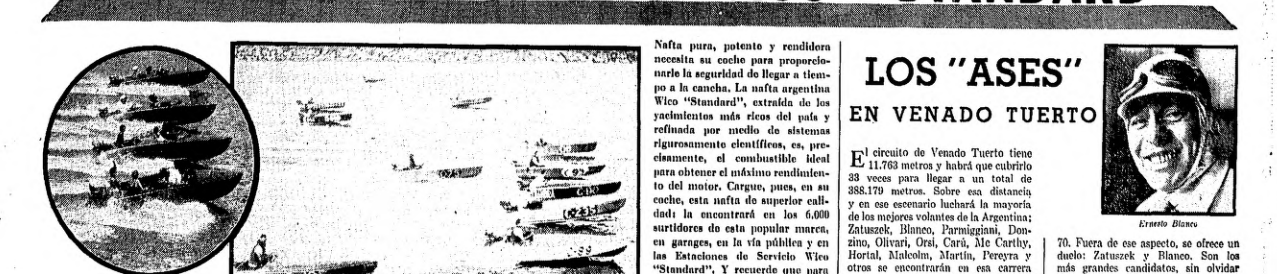 STANDARD"
Nafta pura, potente y rendidora
necesita su coche para proporcio-
narle la seguridad de llegar a tiem-
po a la cancha. La nafta argentina
Wico "Standard", extraída de los
yacimientos más ricos del país y
refinada por medio de sistemas
rigurosamente científicos, es, pre-
cisamente, el combustible ideal
para obtener el máximo rendimien-
to del motor. Cargue, pues, en su
coche, esta nafta de superior cali-
dad: la encontrará en los 6,000
surtidores de esta popular marca,
en garages, en la vía pública y en
las Estaciones de Servicio Wico
"Standard". Y recuerde que para
LOS "ASES"
EN VENADO TUERTO
El circuito de Venado Tuerto tiene
11.763 metros y habrá que cubrirlo
33 veces para llegar a un total de
388.179 metros. Sobre esa distancia
y en ese escenario luchará la mayoría
de los mejores volantes de la Argentina;
Zatuszek, Blanco, Parmiggiani, Don-
zino, Olivari, Orsi, Carú, Mc Carthy,
Hortal, Malcolm, Martín, Pereyra y
otros se encontrarán en esa carrera
Ernesto Blanco
70. Fuera de ese aspecto, se ofrece un
duelo: Zatuszek y Blanco. Son los
más grandes candidatos, sin olvidar